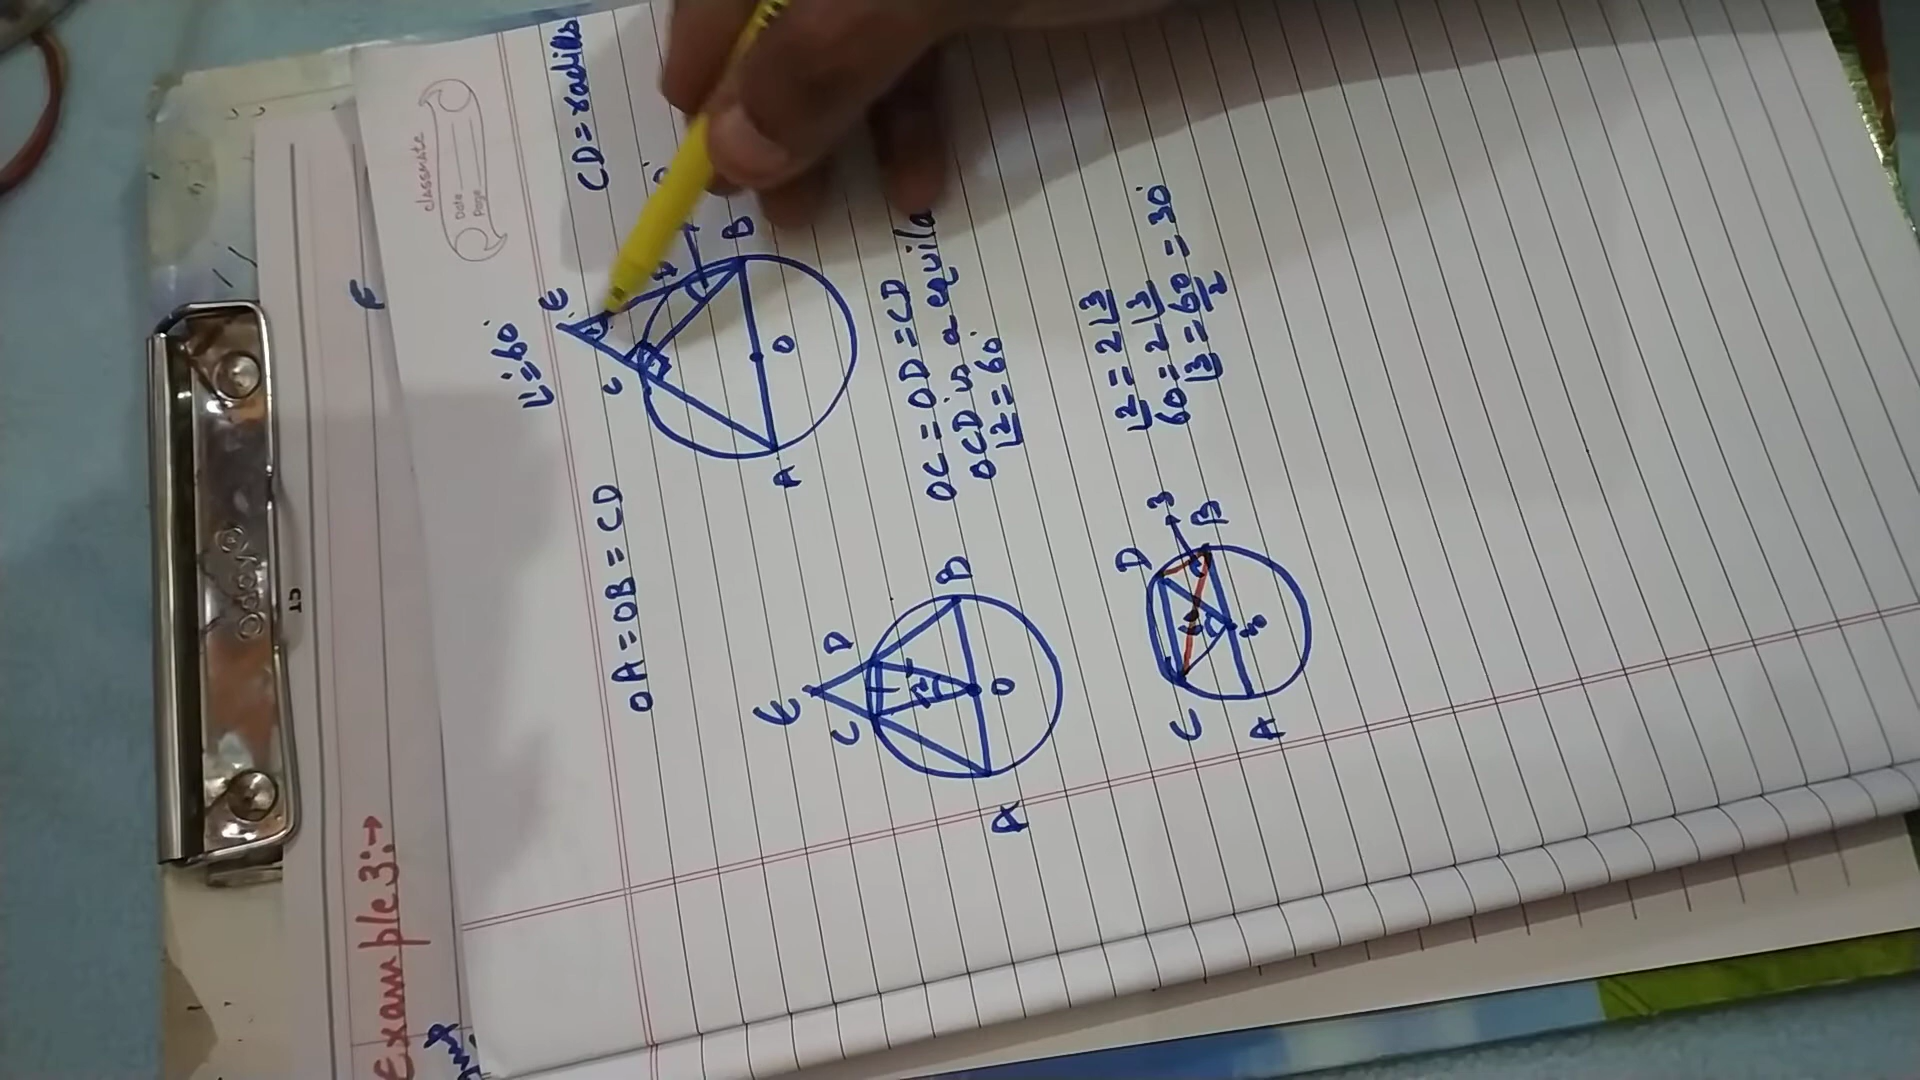 classmate
Date
Page
∠1 = 60°
CD = radius
OA = OB = CD
E
C
D
B
O
A
E
C
D
B
O
A
OC = OD = CD
OCD is a equila
∠2 = 60°
C
D
B
A
3
∠2 = 2∠3
60 = 2∠3
∠3 = 60/2 = 30°
Example 3:→
Oddy